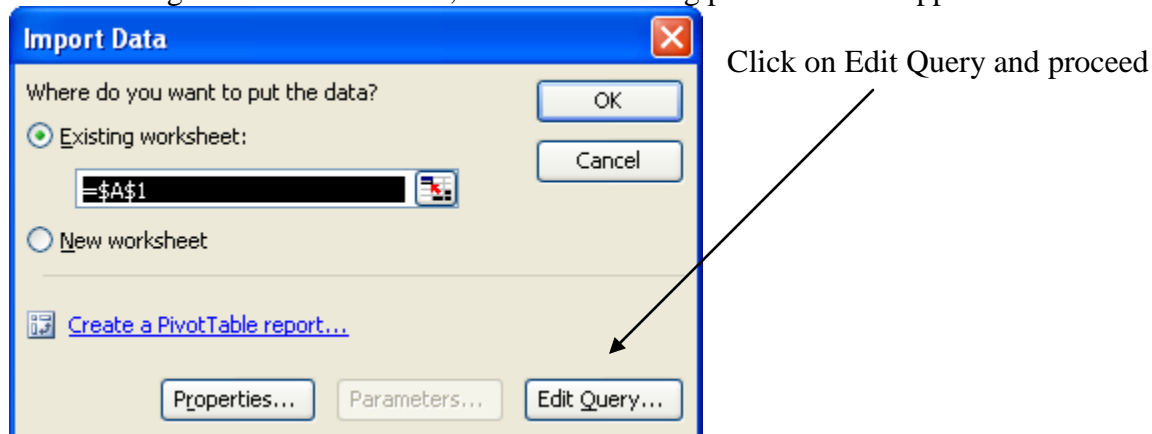 Import Data
Where do you want to put the data?
OK
Existing worksheet:
Cancel
=$A$1
New worksheet
Create a PivotTable report...
Properties...
Parameters...
Edit Query...
Click on Edit Query and proceed